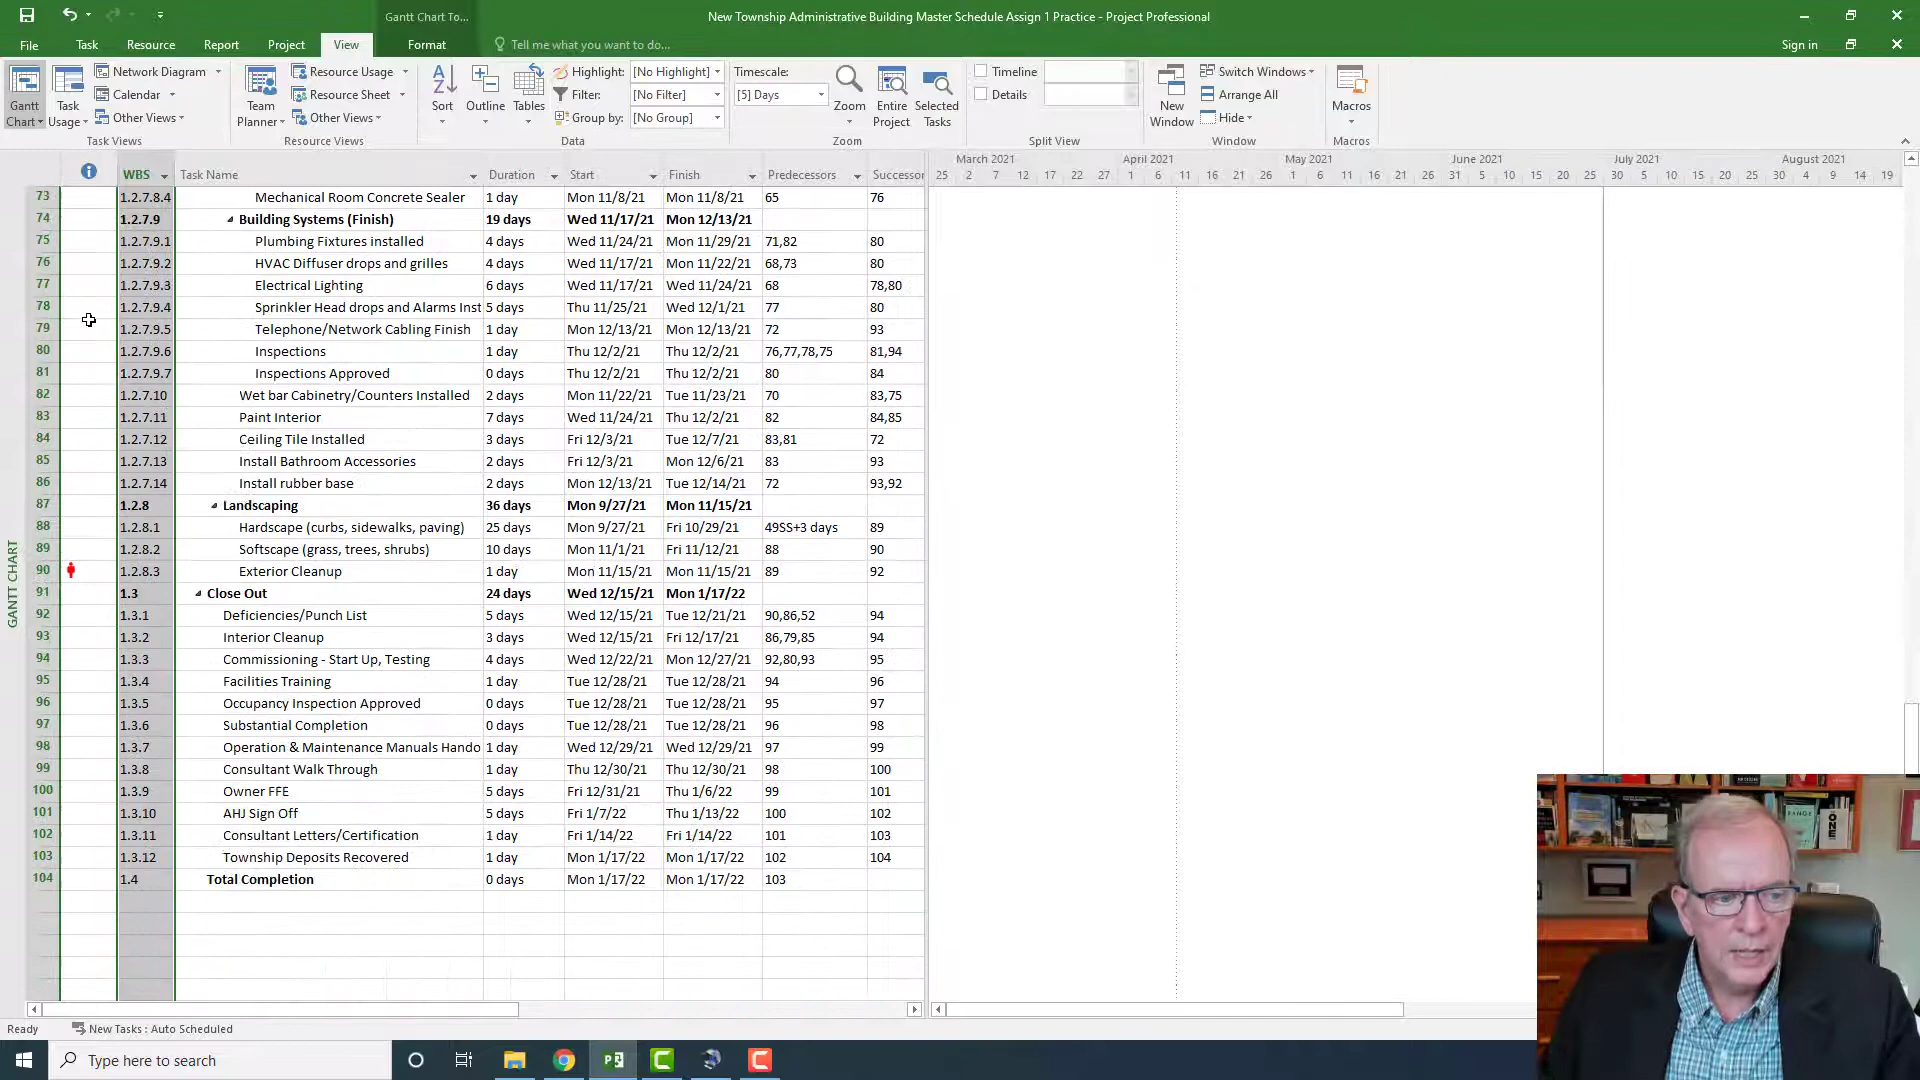 Gantt Chart To...
New Township Administrative Building Master Schedule Assign 1 Practice - Project Professional
File Task Resource Report Project View Format Tell me what you want to do... Sign in
Gantt Chart
Task Usage
Network Diagram
Calendar
Other Views
Task Views
Team Planner
Resource Usage
Resource Sheet
Other Views
Resource Views
Sort
Outline
Tables
Highlight: [No Highlight]
Filter: [No Filter]
Group by: [No Group]
Data
Timescale:
[5] Days
Zoom
Entire Project
Selected Tasks
Zoom
Timeline
Details
Split View
New Window
Switch Windows
Arrange All
Hide
Window
Macros
Macros
WBS Task Name Duration Start Finish Predecessors Successor
March 2021 April 2021 May 2021 June 2021 July 2021 August 2021
25 2 7 12 17 22 27 1 6 11 16 21 26 1 6 11 16 21 26 31 5 10 15 20 25 30 5 10 15 20 25 30 4 9 14 19
73 1.2.7.8.4 Mechanical Room Concrete Sealer 1 day Mon 11/8/21 Mon 11/8/21 65 76
74 1.2.7.9 Building Systems (Finish) 19 days Wed 11/17/21 Mon 12/13/21
75 1.2.7.9.1 Plumbing Fixtures installed 4 days Wed 11/24/21 Mon 11/29/21 71,82 80
76 1.2.7.9.2 HVAC Diffuser drops and grilles 4 days Wed 11/17/21 Mon 11/22/21 68,73 80
77 1.2.7.9.3 Electrical Lighting 6 days Wed 11/17/21 Wed 11/24/21 68 78,80
78 1.2.7.9.4 Sprinkler Head drops and Alarms Inst 5 days Thu 11/25/21 Wed 12/1/21 77 80
79 1.2.7.9.5 Telephone/Network Cabling Finish 1 day Mon 12/13/21 Mon 12/13/21 72 93
80 1.2.7.9.6 Inspections 1 day Thu 12/2/21 Thu 12/2/21 76,77,78,75 81,94
81 1.2.7.9.7 Inspections Approved 0 days Thu 12/2/21 Thu 12/2/21 80 84
82 1.2.7.10 Wet bar Cabinetry/Counters Installed 2 days Mon 11/22/21 Tue 11/23/21 70 83,75
83 1.2.7.11 Paint Interior 7 days Wed 11/24/21 Thu 12/2/21 82 84,85
84 1.2.7.12 Ceiling Tile Installed 3 days Fri 12/3/21 Tue 12/7/21 83,81 72
85 1.2.7.13 Install Bathroom Accessories 2 days Fri 12/3/21 Mon 12/6/21 83 93
86 1.2.7.14 Install rubber base 2 days Mon 12/13/21 Tue 12/14/21 72 93,92
87 1.2.8 Landscaping 36 days Mon 9/27/21 Mon 11/15/21
88 1.2.8.1 Hardscape (curbs, sidewalks, paving) 25 days Mon 9/27/21 Fri 10/29/21 49SS+3 days 89
89 1.2.8.2 Softscape (grass, trees, shrubs) 10 days Mon 11/1/21 Fri 11/12/21 88 90
90 1.2.8.3 Exterior Cleanup 1 day Mon 11/15/21 Mon 11/15/21 89 92
91 1.3 Close Out 24 days Wed 12/15/21 Mon 1/17/22
92 1.3.1 Deficiencies/Punch List 5 days Wed 12/15/21 Tue 12/21/21 90,86,52 94
93 1.3.2 Interior Cleanup 3 days Wed 12/15/21 Fri 12/17/21 86,79,85 94
94 1.3.3 Commissioning - Start Up, Testing 4 days Wed 12/22/21 Mon 12/27/21 92,80,93 95
95 1.3.4 Facilities Training 1 day Tue 12/28/21 Tue 12/28/21 94 96
96 1.3.5 Occupancy Inspection Approved 0 days Tue 12/28/21 Tue 12/28/21 95 97
97 1.3.6 Substantial Completion 0 days Tue 12/28/21 Tue 12/28/21 96 98
98 1.3.7 Operation & Maintenance Manuals Hando 1 day Wed 12/29/21 Wed 12/29/21 97 99
99 1.3.8 Consultant Walk Through 1 day Thu 12/30/21 Thu 12/30/21 98 100
100 1.3.9 Owner FFE 5 days Fri 12/31/21 Thu 1/6/22 99 101
101 1.3.10 AHJ Sign Off 5 days Fri 1/7/22 Thu 1/13/22 100 102
102 1.3.11 Consultant Letters/Certification 1 day Fri 1/14/22 Fri 1/14/22 101 103
103 1.3.12 Township Deposits Recovered 1 day Mon 1/17/22 Mon 1/17/22 102 104
104 1.4 Total Completion 0 days Mon 1/17/22 Mon 1/17/22 103
GANTT CHART
Ready New Tasks : Auto Scheduled
Type here to search